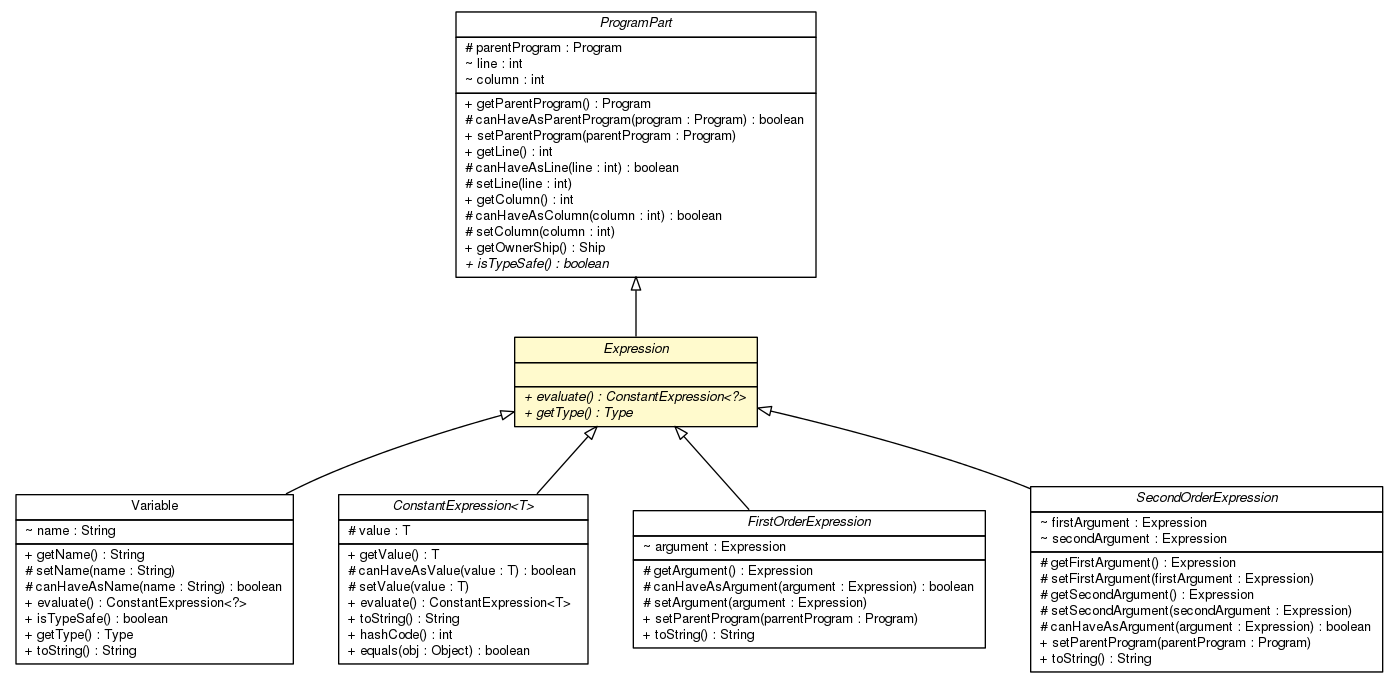 ProgramPart
# parentProgram : Program
~ line : int
~ column : int
+ getParentProgram() : Program
# canHaveAsParentProgram(program : Program) : boolean
+ setParentProgram(parentProgram : Program)
+ getLine() : int
# canHaveAsLine(line : int) : boolean
# setLine(line : int)
+ getColumn() : int
# canHaveAsColumn(column : int) : boolean
# setColumn(column : int)
+ getOwnerShip() : Ship
+ isTypeSafe() : boolean
Expression
+ evaluate() : ConstantExpression<?>
+ getType() : Type
Variable
~ name : String
+ getName() : String
# setName(name : String)
# canHaveAsName(name : String) : boolean
+ evaluate() : ConstantExpression<?>
+ isTypeSafe() : boolean
+ getType() : Type
+ toString() : String
ConstantExpression<T>
# value : T
+ getValue() : T
# canHaveAsValue(value : T) : boolean
# setValue(value : T)
+ evaluate() : ConstantExpression<T>
+ toString() : String
+ hashCode() : int
+ equals(obj : Object) : boolean
FirstOrderExpression
~ argument : Expression
# getArgument() : Expression
# canHaveAsArgument(argument : Expression) : boolean
# setArgument(argument : Expression)
+ setParentProgram(parrentProgram : Program)
+ toString() : String
SecondOrderExpression
~ firstArgument : Expression
~ secondArgument : Expression
# getFirstArgument() : Expression
# setFirstArgument(firstArgument : Expression)
# getSecondArgument() : Expression
# setSecondArgument(secondArgument : Expression)
# canHaveAsArgument(argument : Expression) : boolean
+ setParentProgram(parentProgram : Program)
+ toString() : String